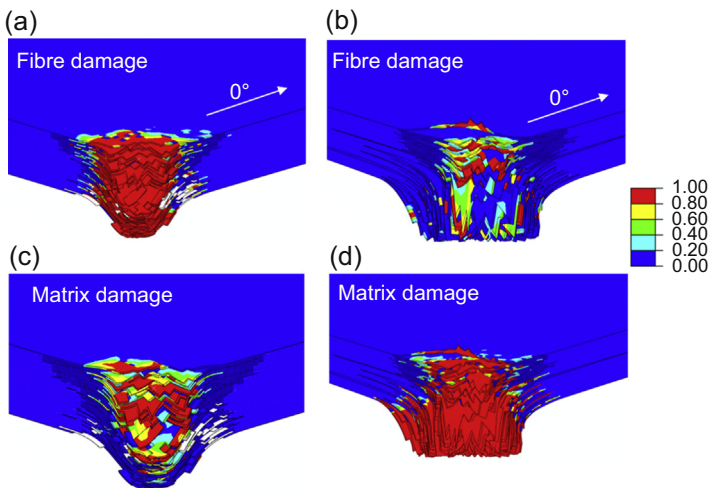 (a)
Fibre damage
0°
(b)
Fibre damage
0°
1.00
0.80
0.60
0.40
0.20
0.00
(c)
Matrix damage
(d)
Matrix damage